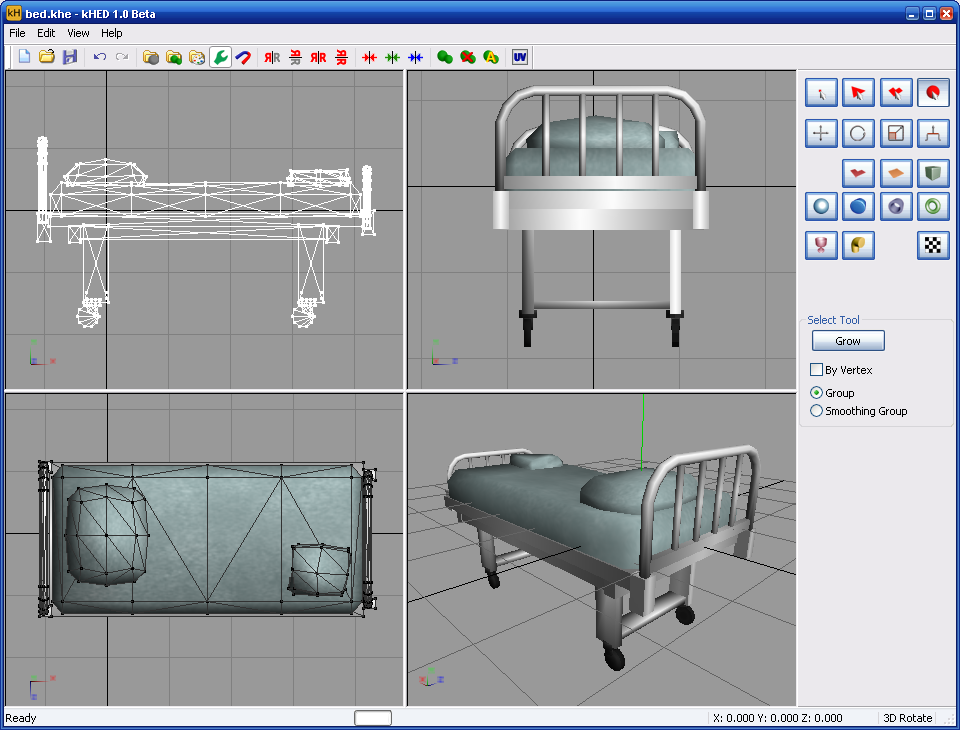 kH bed.khe - kHED 1.0 Beta
File Edit View Help
UV
Select Tool
Grow
By Vertex
Group
Smoothing Group
Ready X: 0.000 Y: 0.000 Z: 0.000 3D Rotate